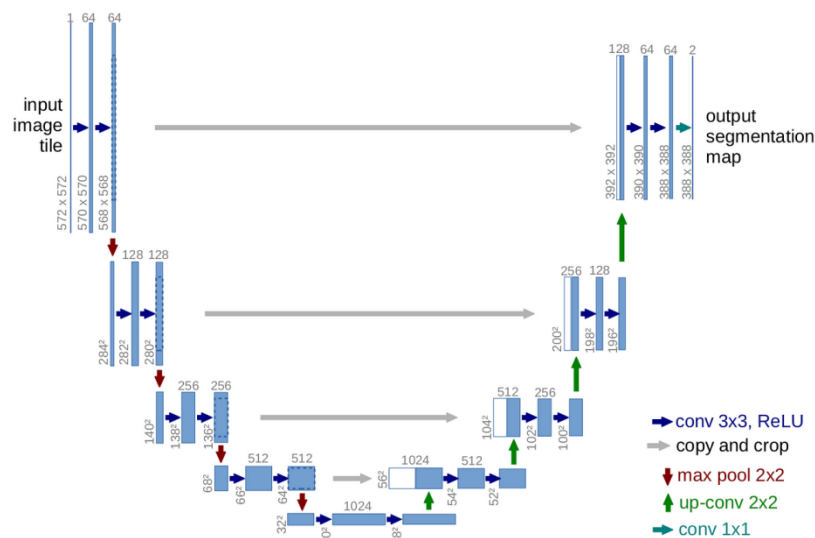 1 64 64
128 64 64 2
input
image
tile
output
segmentation
map
572 x 572
570 x 570
568 x 568
392 x 392
390 x 390
388 x 388
388 x 388
128 128
256 128
284²
282²
280²
200²
198²
196²
256 256
512 256
140²
138²
136²
104²
102²
100²
512 512
1024 512
68²
66²
64²
56²
54²
52²
1024
32²
0²
8²
conv 3x3, ReLU
copy and crop
max pool 2x2
up-conv 2x2
conv 1x1